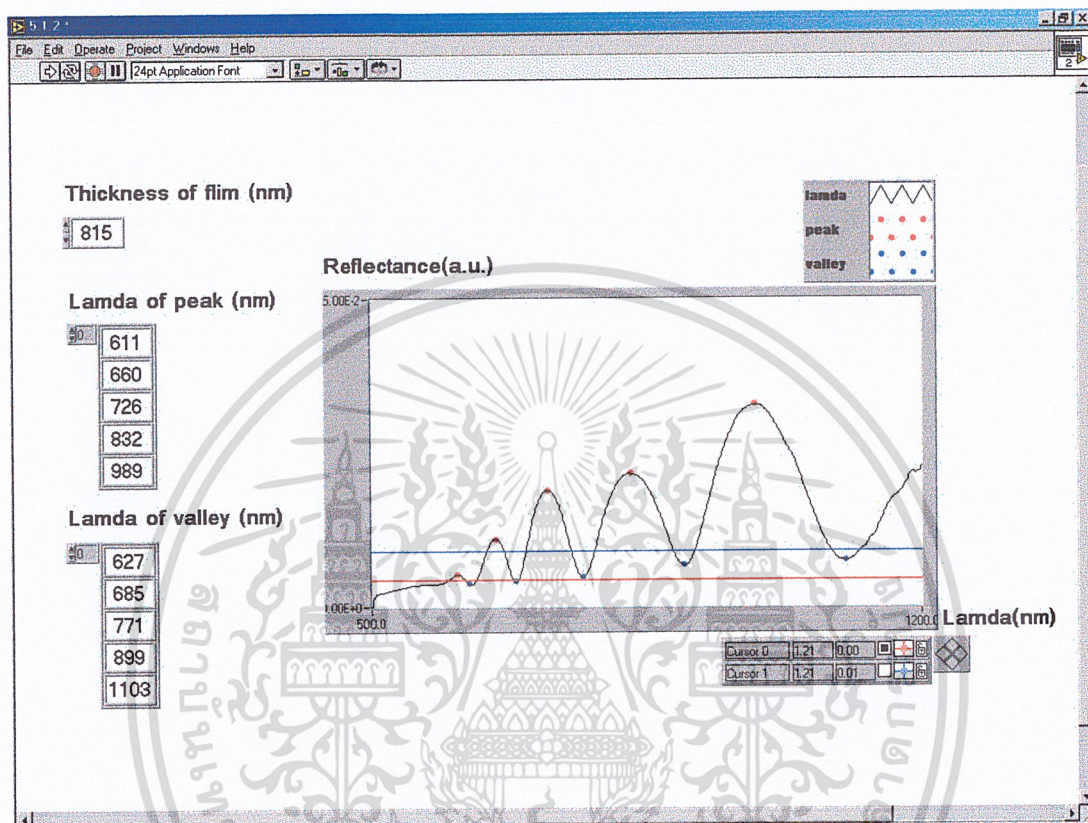 5.1.2 *
File Edit Operate Project Windows Help
24pt Application Font
2
Thickness of flim (nm)
815
lamda
peak
valley
Reflectance(a.u.)
5.00E-2
Lamda of peak (nm)
0
611
660
726
832
989
Lamda of valley (nm)
0
627
685
771
899
1103
.00E+0
500.0
1200.0
Lamda(nm)
Cursor 0 1.21 0.00
Cursor 1 1.21 0.01